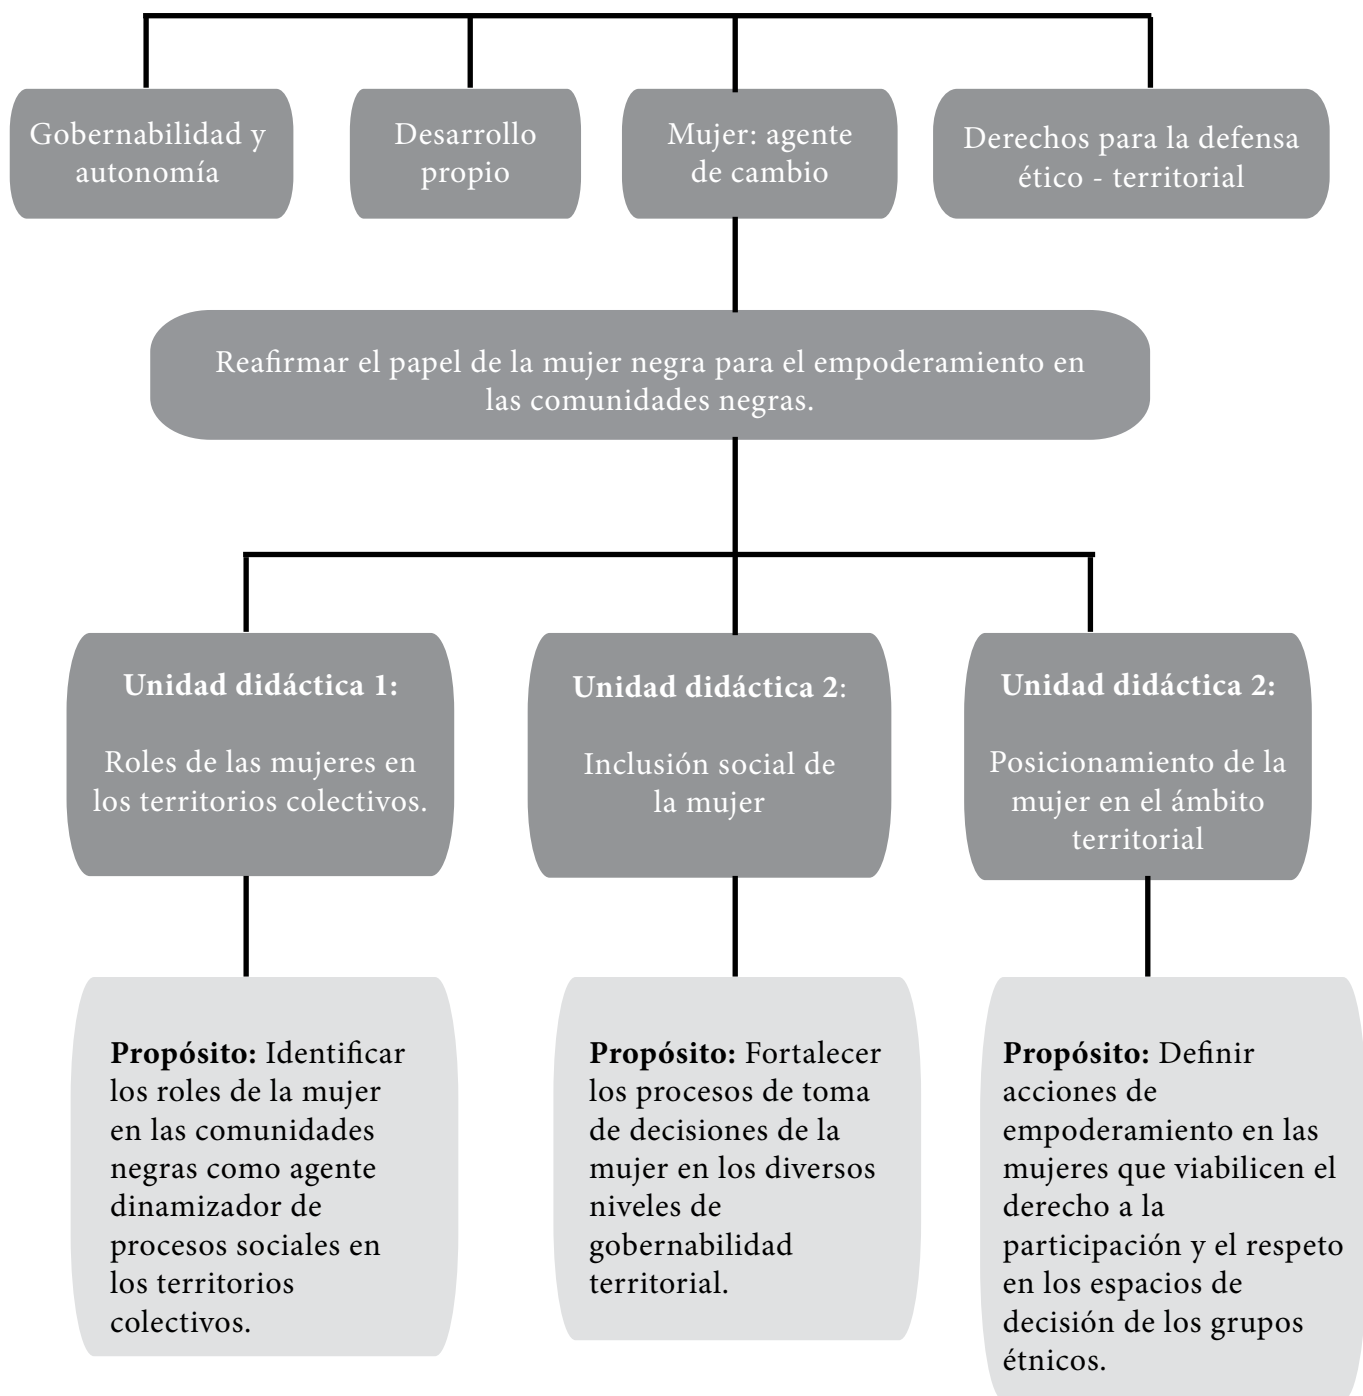 Gobernabilidad y
autonomía
Desarrollo
propio
Mujer: agente
de cambio
Derechos para la defensa
ético - territorial
Reafirmar el papel de la mujer negra para el empoderamiento en
las comunidades negras.
Unidad didáctica 1:
Roles de las mujeres en
los territorios colectivos.
Unidad didáctica 2:
Inclusión social de
la mujer
Unidad didáctica 2:
Posicionamiento de la
mujer en el ámbito
territorial
Propósito: Identificar
los roles de la mujer
en las comunidades
negras como agente
dinamizador de
procesos sociales en
los territorios
colectivos.
Propósito: Fortalecer
los procesos de toma
de decisiones de la
mujer en los diversos
niveles de
gobernabilidad
territorial.
Propósito: Definir
acciones de
empoderamiento en las
mujeres que viabilicen el
derecho a la
participación y el respeto
en los espacios de
decisión de los grupos
étnicos.